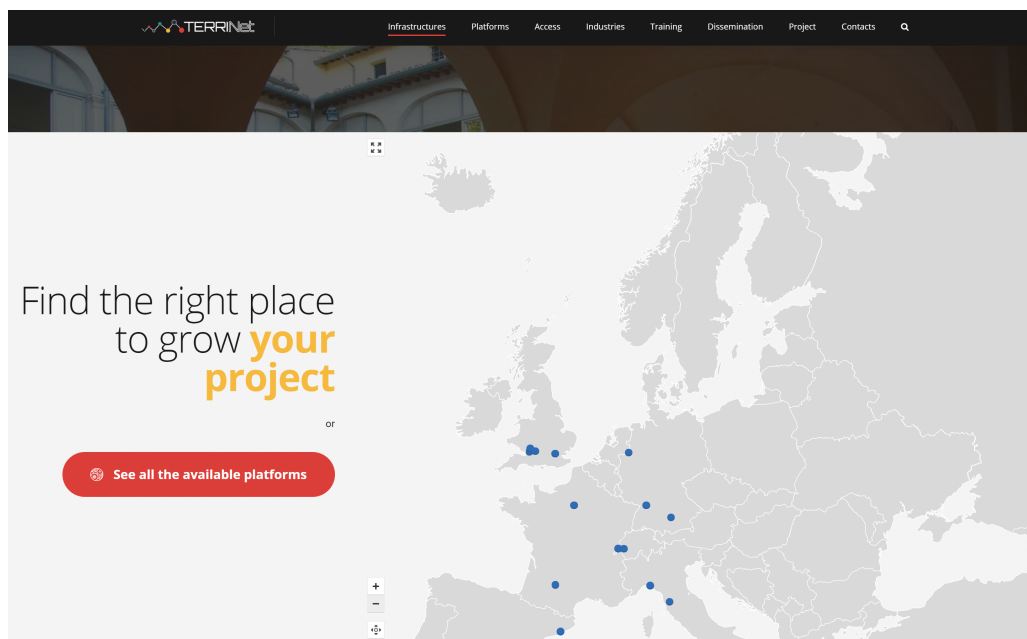 TERRINet
Infrastructures Platforms Access Industries Training Dissemination Project Contacts
Find the right place
to grow your
project
or
See all the available platforms
+
−